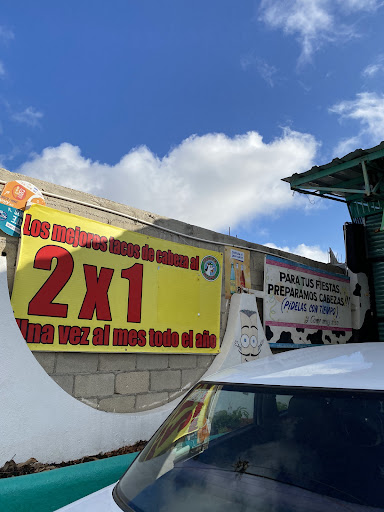 Los mejores tacos de cabeza al
2x1
Una vez al mes todo el año
PARA TUS FIESTAS
PREPARAMOS CABEZAS
(PIDELAS CON TIEMPO)